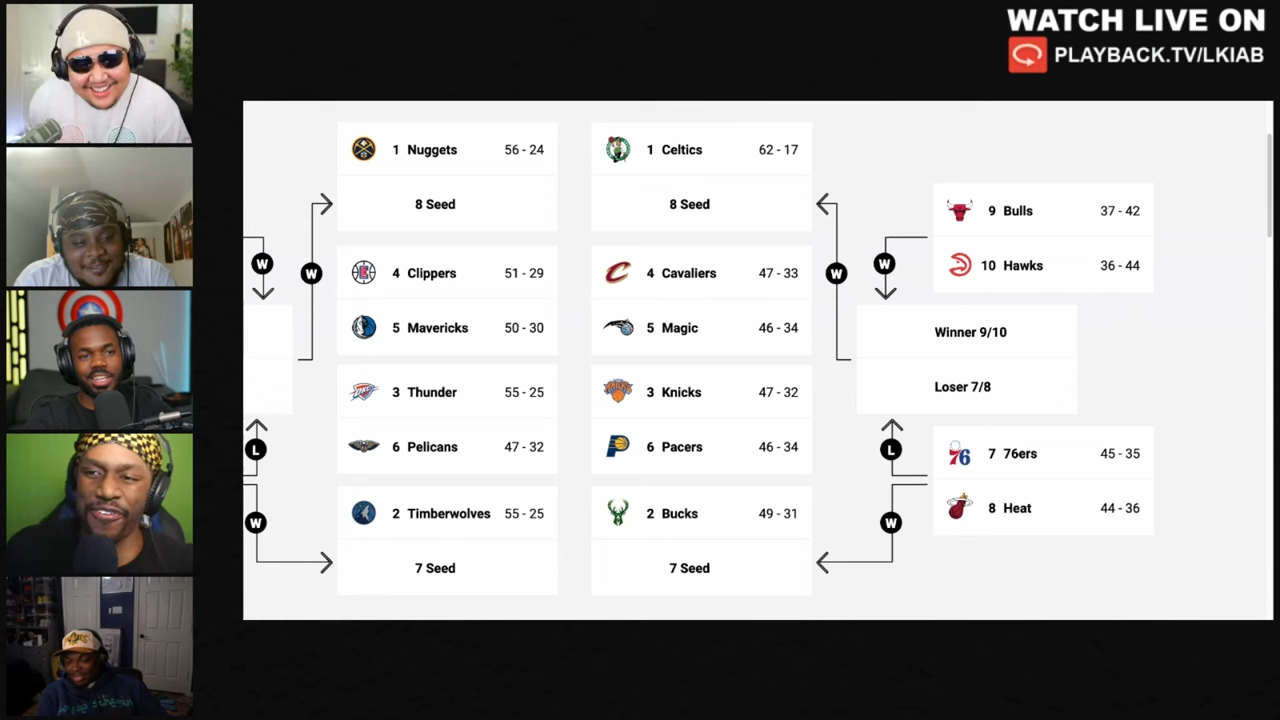 WATCH LIVE ON
PLAYBACK.TV/LKIAB
1 Nuggets 56 - 24
8 Seed
4 Clippers 51 - 29
5 Mavericks 50 - 30
3 Thunder 55 - 25
6 Pelicans 47 - 32
2 Timberwolves 55 - 25
7 Seed
W
W
L
W
1 Celtics 62 - 17
8 Seed
4 Cavaliers 47 - 33
5 Magic 46 - 34
3 Knicks 47 - 32
6 Pacers 46 - 34
2 Bucks 49 - 31
7 Seed
W
W
L
W
9 Bulls 37 - 42
10 Hawks 36 - 44
Winner 9/10
Loser 7/8
76
7 76ers 45 - 35
8 Heat 44 - 36